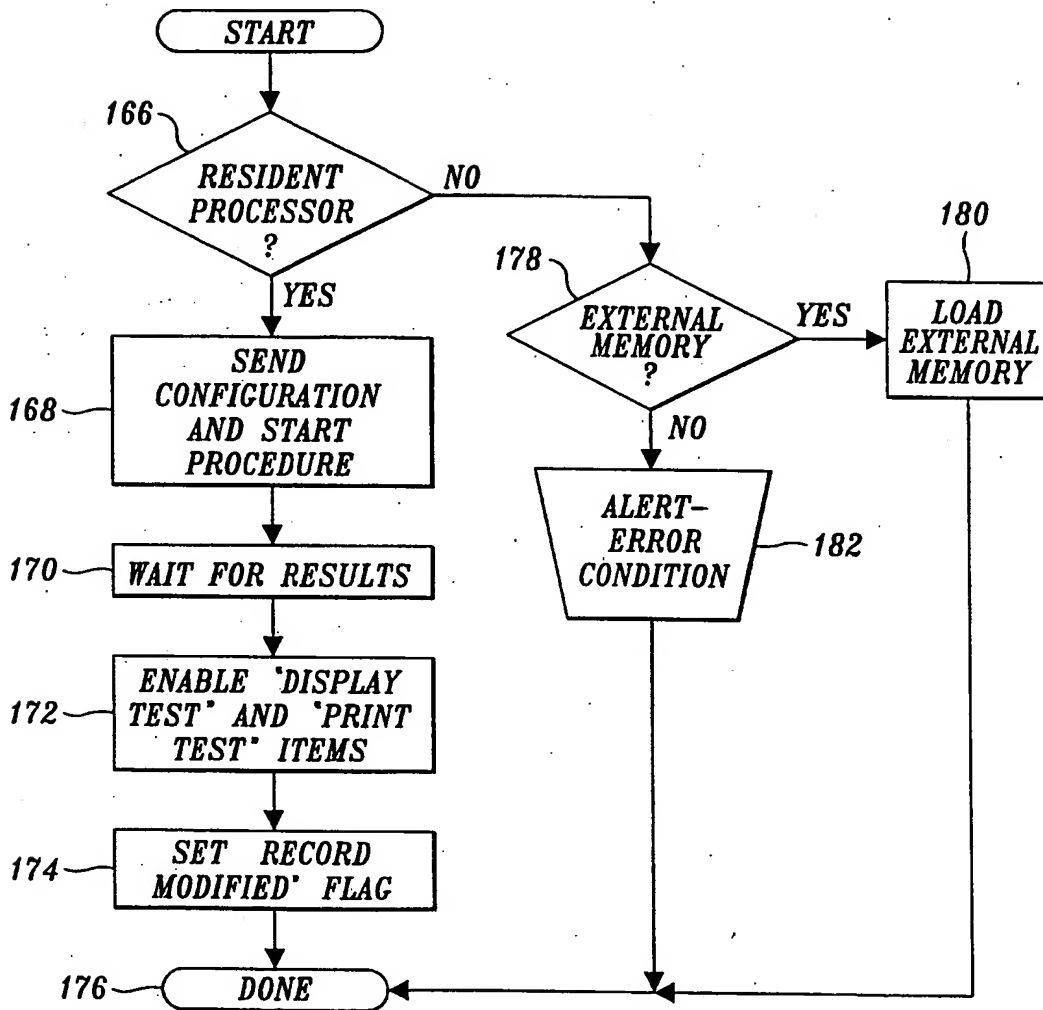 START
166
RESIDENT
PROCESSOR
?
NO
YES
168
SEND
CONFIGURATION
AND START
PROCEDURE
170
WAIT FOR RESULTS
172
ENABLE "DISPLAY
TEST" AND "PRINT
TEST" ITEMS
174
SET RECORD
MODIFIED" FLAG
176
DONE
178
EXTERNAL
MEMORY
?
YES
NO
180
LOAD
EXTERNAL
MEMORY
ALERT-
ERROR
CONDITION
182